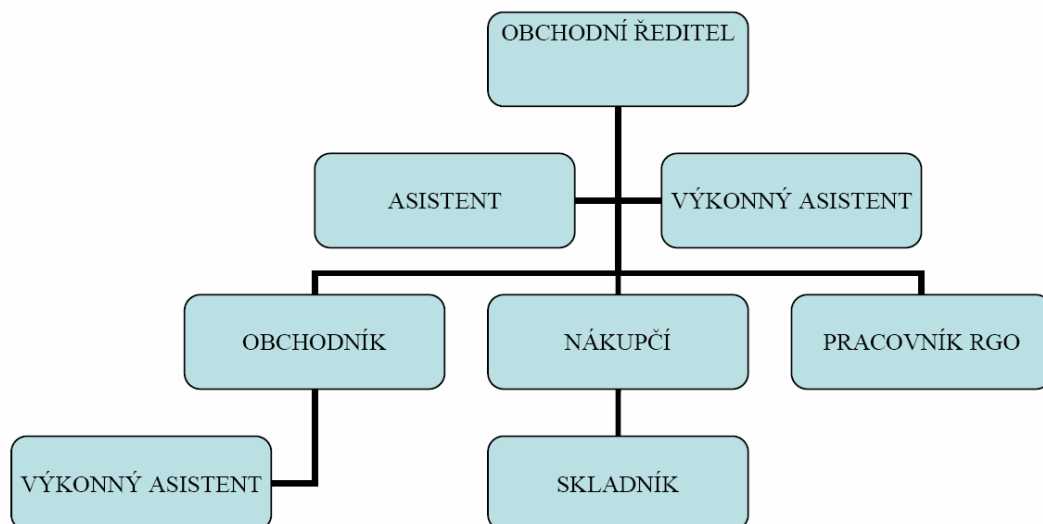 OBCHODNÍ ŘEDITEL
ASISTENT
VÝKONNÝ ASISTENT
OBCHODNÍK
NÁKUPČÍ
PRACOVNÍK RGO
VÝKONNÝ ASISTENT
SKLADNÍK